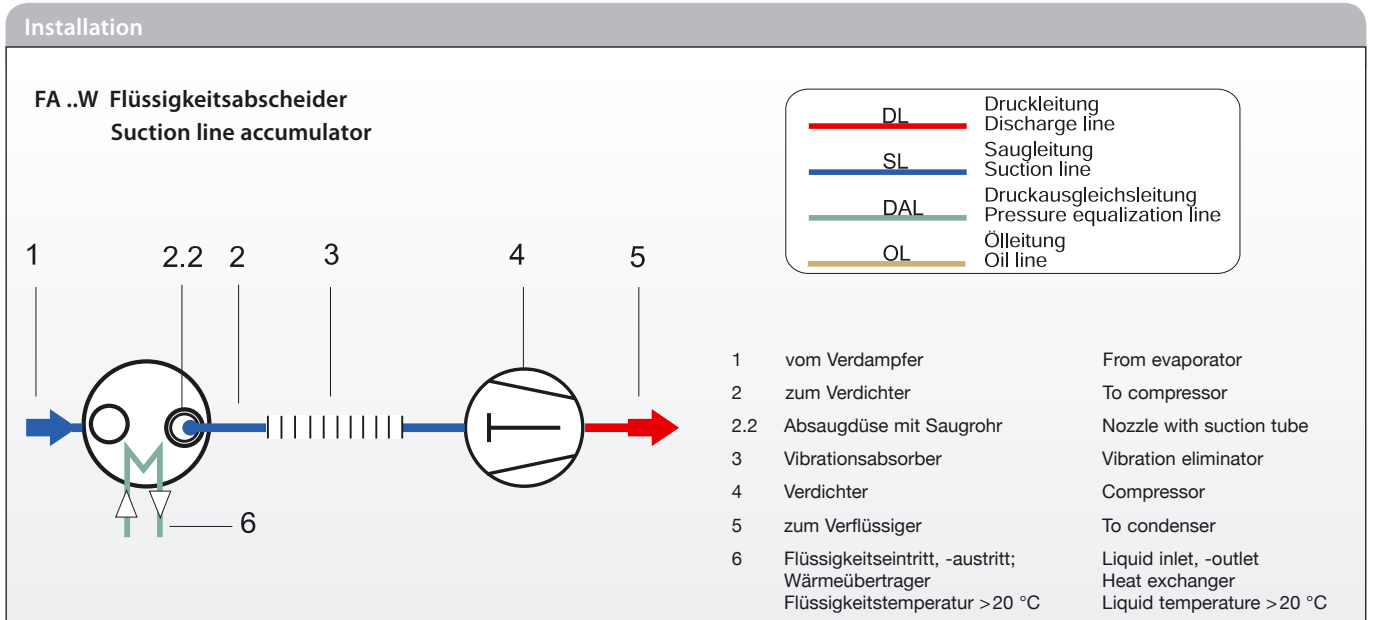 Installation
FA ..W Flüssigkeitsabscheider
Suction line accumulator
DL Druckleitung
Discharge line
SL Saugleitung
Suction line
DAL Druckausgleichsleitung
Pressure equalization line
OL Ölleitung
Oil line
1 2.2 2 3 4 5
6
1 vom Verdampfer From evaporator
2 zum Verdichter To compressor
2.2 Absaugdüse mit Saugrohr Nozzle with suction tube
3 Vibrationsabsorber Vibration eliminator
4 Verdichter Compressor
5 zum Verflüssiger To condenser
6 Flüssigkeitseintritt, -austritt; Liquid inlet, -outlet
Wärmeübertrager Heat exchanger
Flüssigkeitstemperatur >20 °C Liquid temperature >20 °C